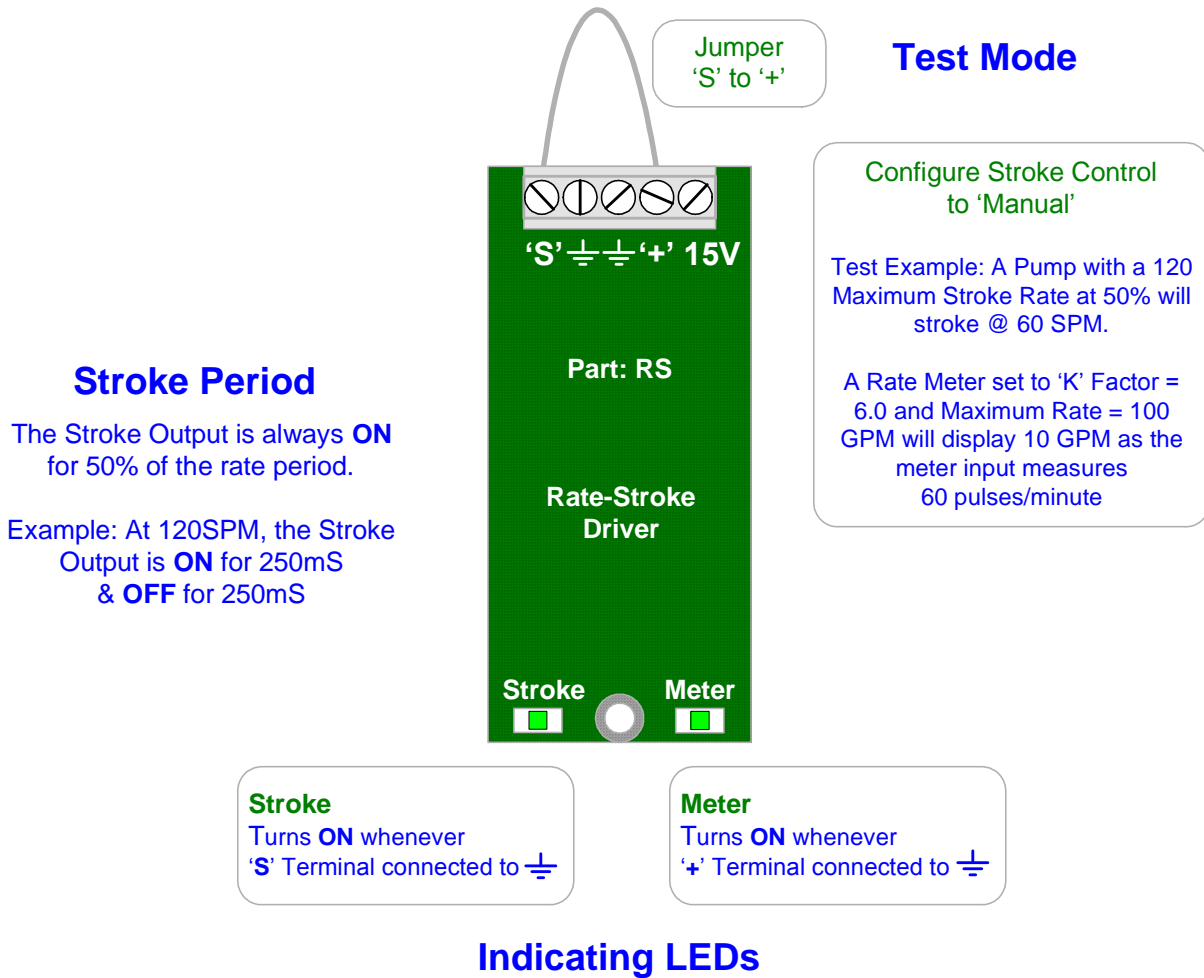 Jumper
‘S’ to ‘+’
Test Mode
Configure Stroke Control
to ‘Manual’
Test Example: A Pump with a 120
Maximum Stroke Rate at 50% will
stroke @ 60 SPM.
A Rate Meter set to ‘K’ Factor =
6.0 and Maximum Rate = 100
GPM will display 10 GPM as the
meter input measures
60 pulses/minute
‘S’ ⏚ ⏚ ‘+’ 15V
Part: RS
Rate-Stroke
Driver
Stroke Period
The Stroke Output is always ON
for 50% of the rate period.
Example: At 120SPM, the Stroke
Output is ON for 250mS
& OFF for 250mS
Stroke Meter
Stroke
Turns ON whenever
‘S’ Terminal connected to ⏚
Meter
Turns ON whenever
‘+’ Terminal connected to ⏚
Indicating LEDs